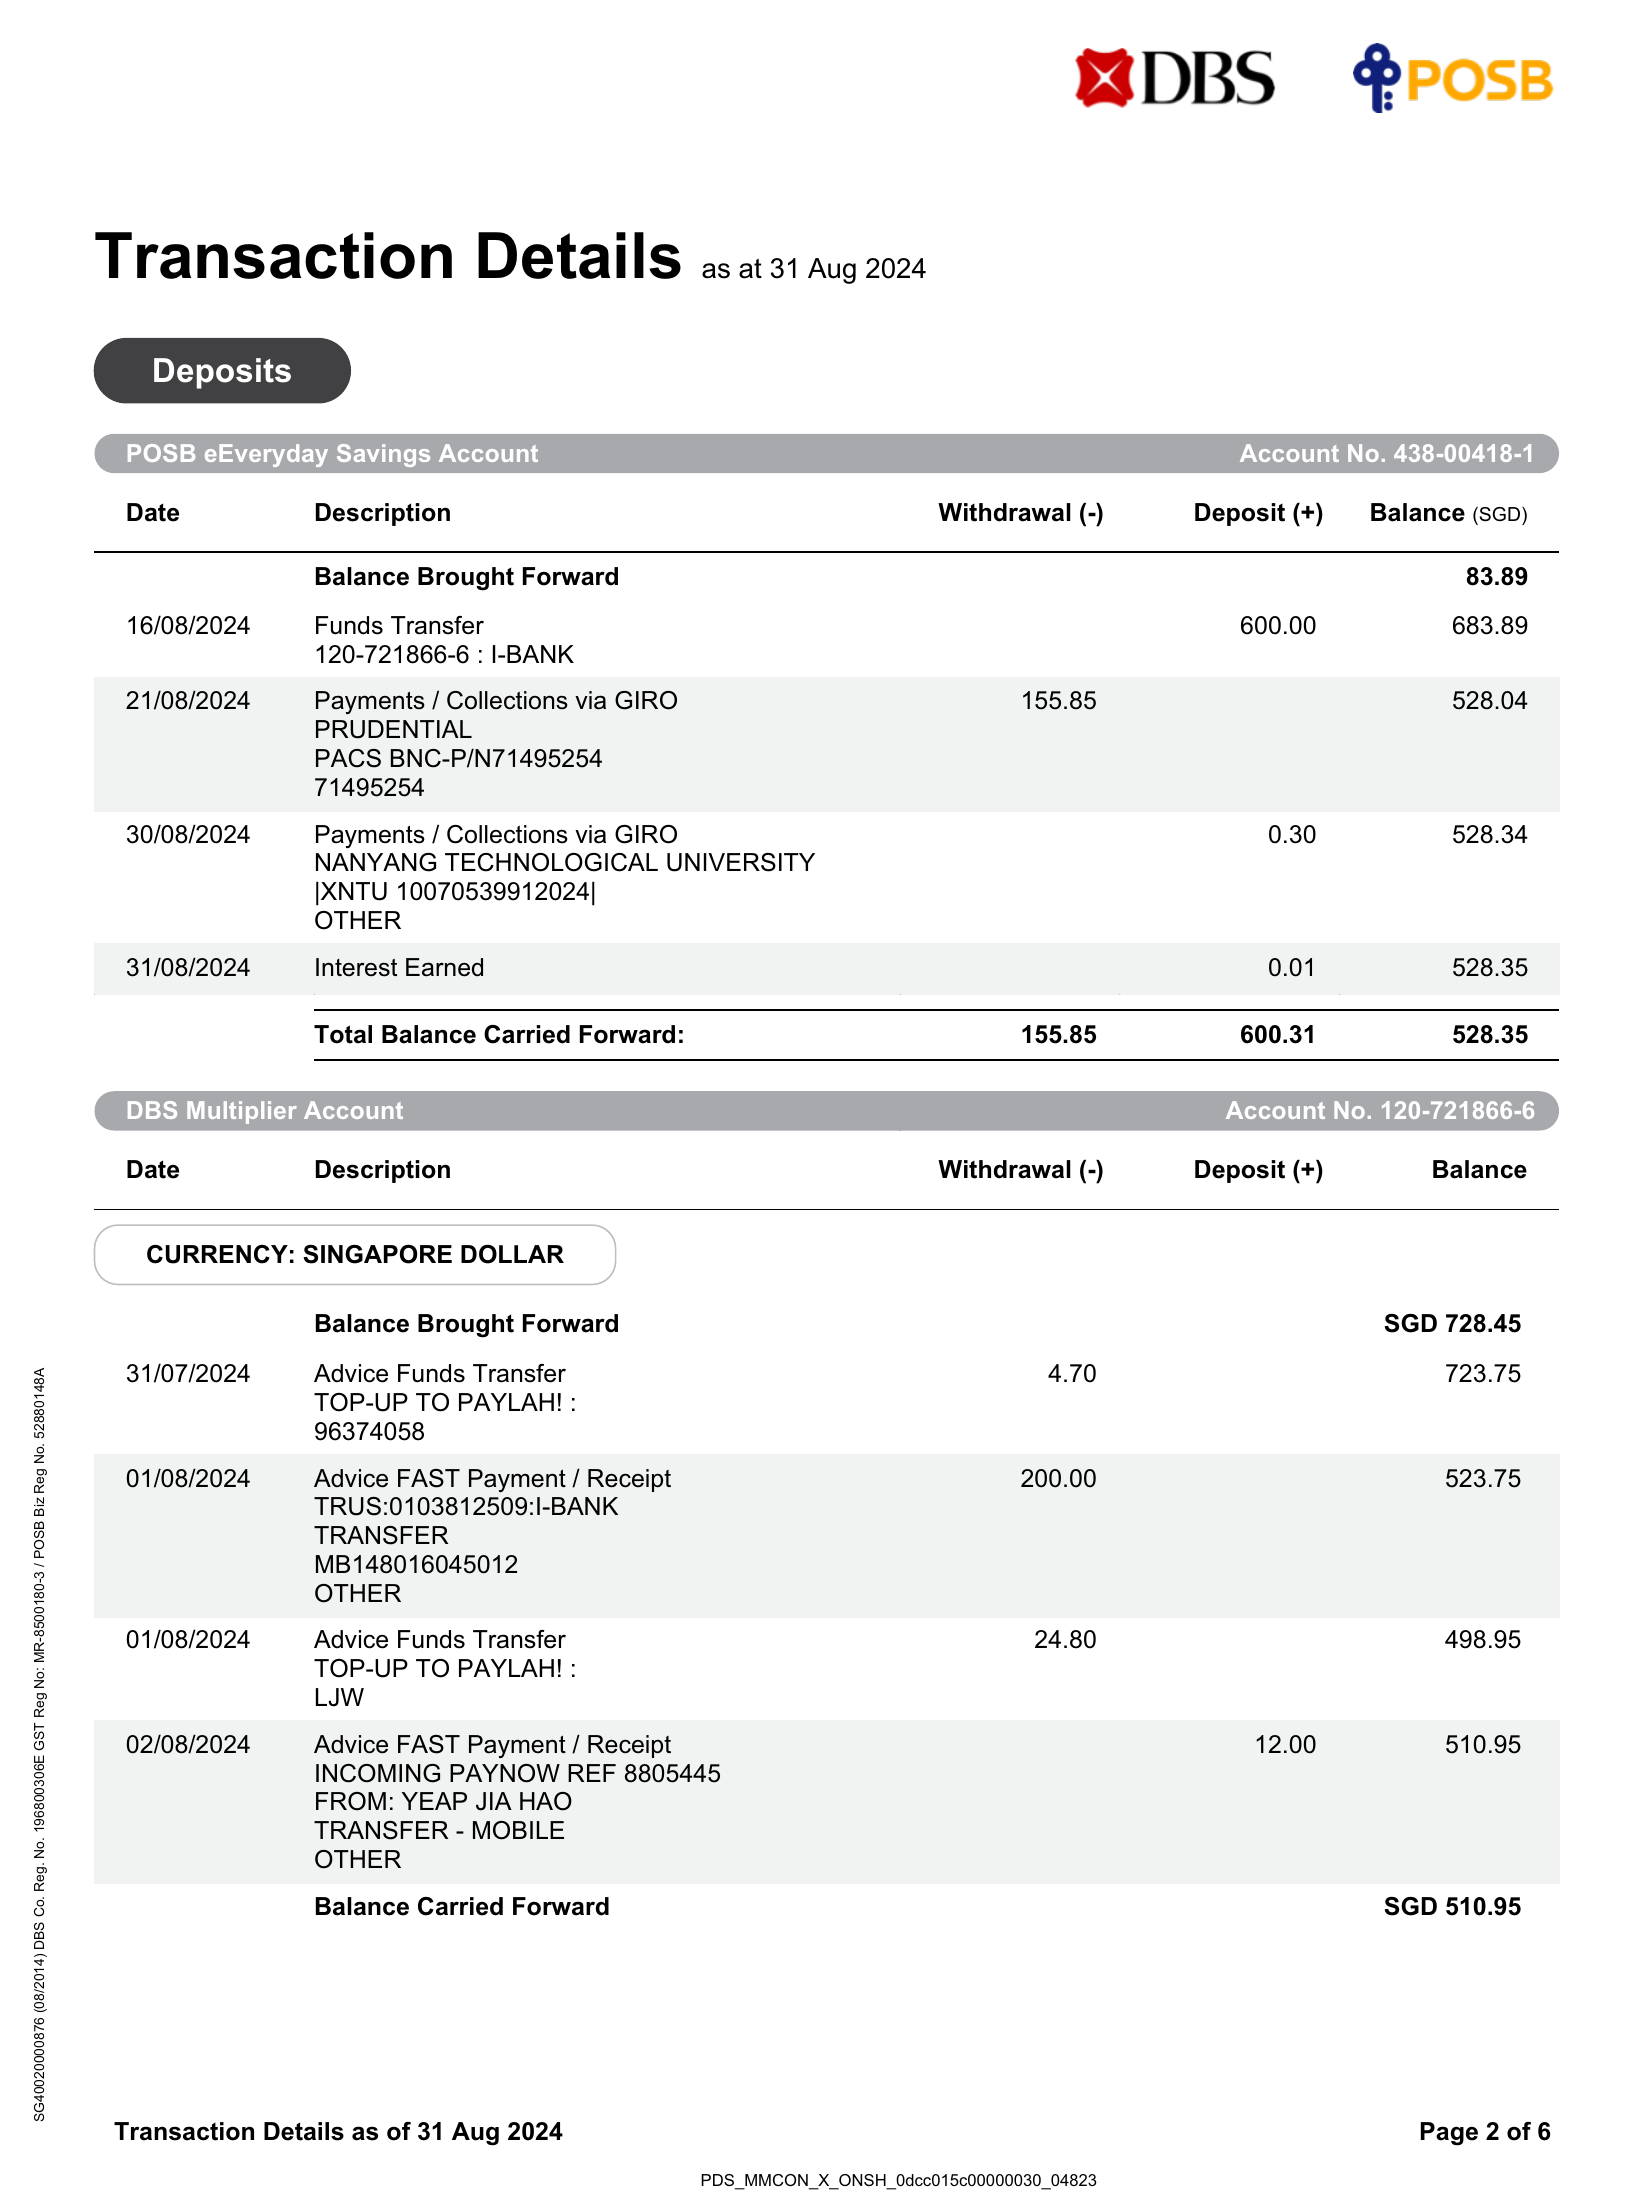 DBS POSB
Transaction Details as at 31 Aug 2024
Deposits
POSB eEveryday Savings Account Account No. 438-00418-1
Date Description Withdrawal (-) Deposit (+) Balance (SGD)
Balance Brought Forward 83.89
16/08/2024 Funds Transfer 600.00 683.89
120-721866-6 : I-BANK
21/08/2024 Payments / Collections via GIRO 155.85 528.04
PRUDENTIAL
PACS BNC-P/N71495254
71495254
30/08/2024 Payments / Collections via GIRO 0.30 528.34
NANYANG TECHNOLOGICAL UNIVERSITY
|XNTU 10070539912024|
OTHER
31/08/2024 Interest Earned 0.01 528.35
Total Balance Carried Forward: 155.85 600.31 528.35
DBS Multiplier Account Account No. 120-721866-6
Date Description Withdrawal (-) Deposit (+) Balance
CURRENCY: SINGAPORE DOLLAR
Balance Brought Forward SGD 728.45
31/07/2024 Advice Funds Transfer 4.70 723.75
TOP-UP TO PAYLAH! :
96374058
01/08/2024 Advice FAST Payment / Receipt 200.00 523.75
TRUS:0103812509:I-BANK
TRANSFER
MB148016045012
OTHER
01/08/2024 Advice Funds Transfer 24.80 498.95
TOP-UP TO PAYLAH! :
LJW
02/08/2024 Advice FAST Payment / Receipt 12.00 510.95
INCOMING PAYNOW REF 8805445
FROM: YEAP JIA HAO
TRANSFER - MOBILE
OTHER
Balance Carried Forward SGD 510.95
SG40020000876 (08/2014) DBS Co. Reg. No. 196800306E GST Reg No: MR-8500180-3 / POSB Biz Reg No. 52880148A
Transaction Details as of 31 Aug 2024 Page 2 of 6
PDS_MMCON_X_ONSH_0dcc015c00000030_04823